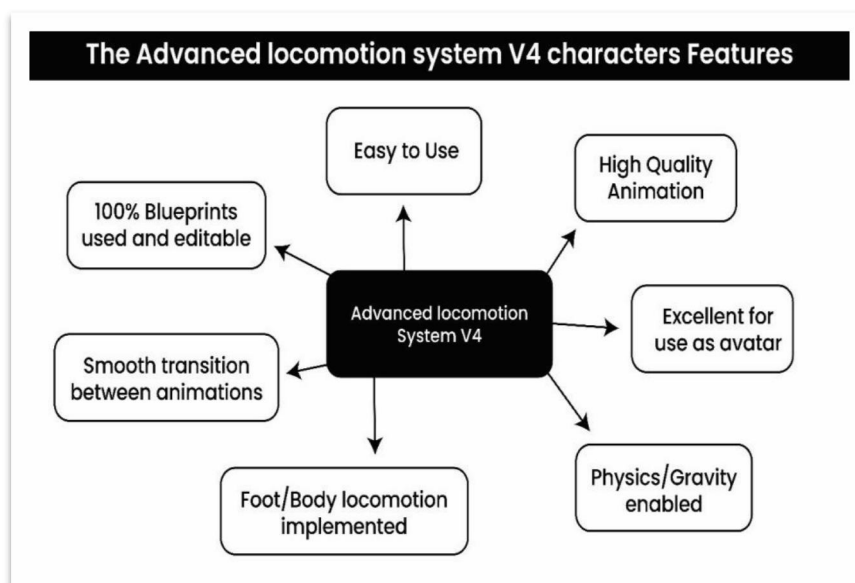 The Advanced locomotion system V4 characters Features
Easy to Use
High Quality
Animation
100% Blueprints
used and editable
Advanced locomotion
System V4
Excellent for
use as avatar
Smooth transition
between animations
Physics/Gravity
enabled
Foot/Body locomotion
implemented